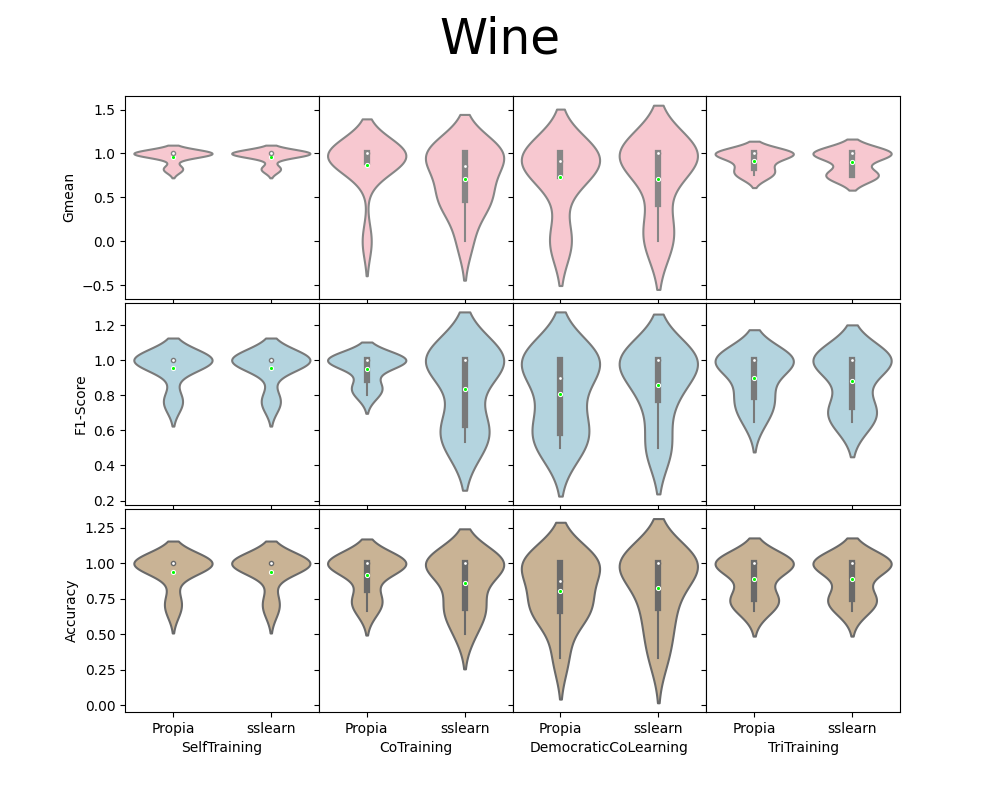 Wine
1.5
1.0
0.5
0.0
−0.5
Gmean
1.2
1.0
0.8
0.6
0.4
0.2
F1-Score
1.25
1.00
0.75
0.50
0.25
0.00
Accuracy
Propia sslearn Propia sslearn Propia sslearn Propia sslearn
SelfTraining CoTraining DemocraticCoLearning TriTraining